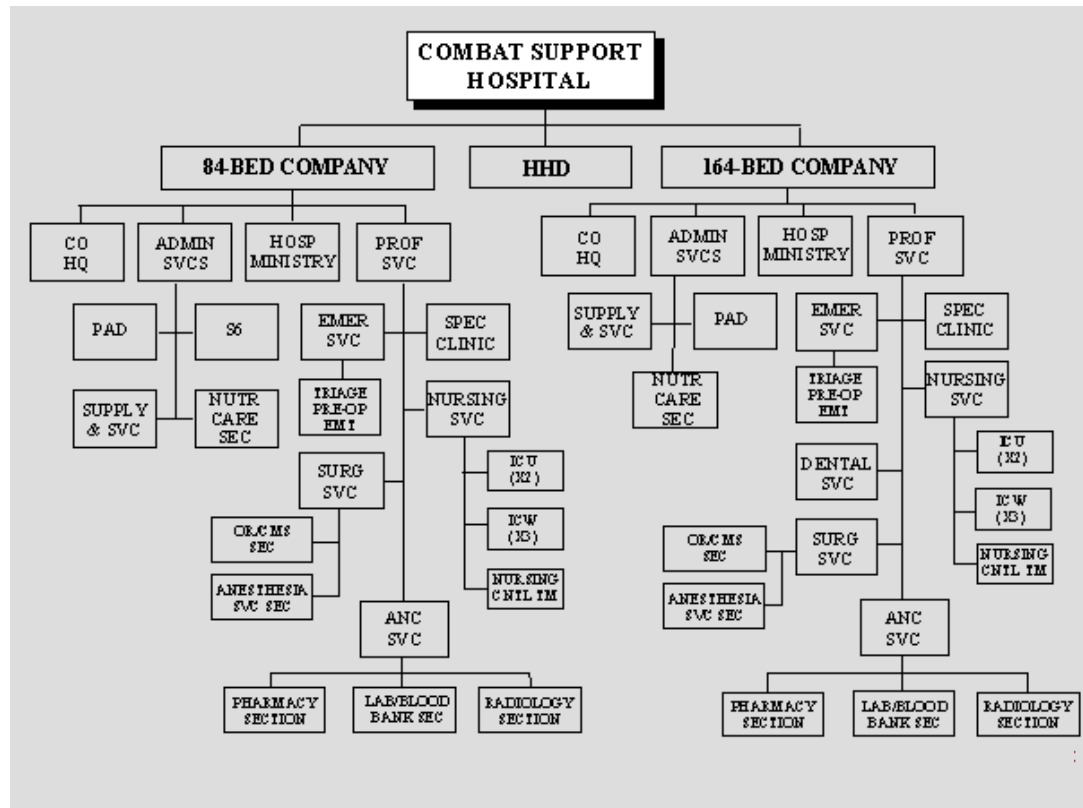 COMBAT SUPPORT
HOSPITAL
84-BED COMPANY
HHD
164-BED COMPANY
CO
HQ
ADMIN
SVCS
HOSP
MINISTRY
PROF
SVC
PAD
S6
SUPPLY
& SVC
NUTR
CARE
SEC
EMER
SVC
SPEC
CLINIC
TRIAGE
PRE-OP
EMT
NURSING
SVC
ICU
(X2)
ICW
(X3)
NURSING
CNTL TM
SURG
SVC
OR/CMS
SEC
ANESTHESIA
SVC SEC
ANC
SVC
PHARMACY
SECTION
LAB/BLOOD
BANK SEC
RADIOLOGY
SECTION
CO
HQ
ADMIN
SVCS
HOSP
MINISTRY
PROF
SVC
SUPPLY
& SVC
PAD
NUTR
CARE
SEC
EMER
SVC
SPEC
CLINIC
TRIAGE
PRE-OP
EMT
NURSING
SVC
ICU
(X2)
ICW
(X3)
NURSING
CNTL TM
DENTAL
SVC
SURG
SVC
OR/CMS
SEC
ANESTHESIA
SVC SEC
ANC
SVC
PHARMACY
SECTION
LAB/BLOOD
BANK SEC
RADIOLOGY
SECTION